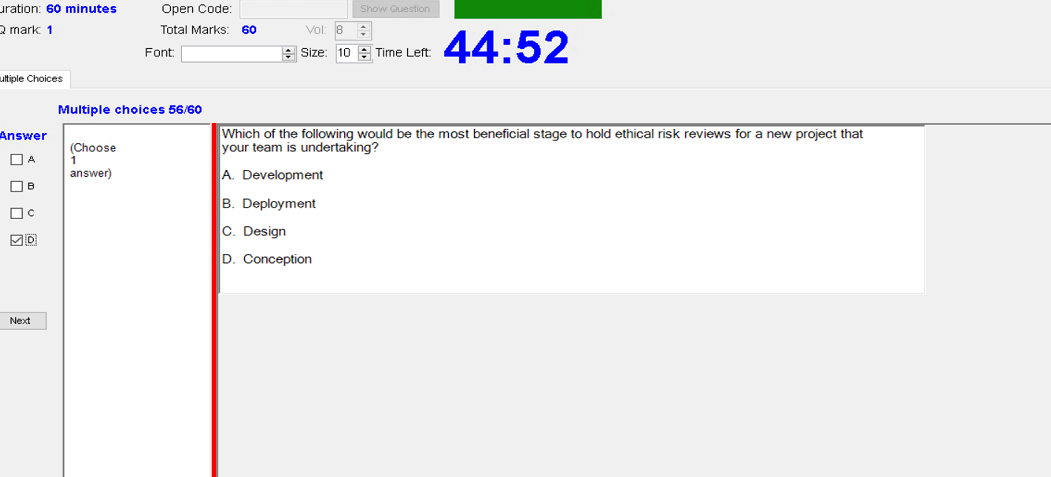 uration: 60 minutes Open Code: Show Question
Q mark: 1 Total Marks: 60 Vol: 8
Font: Size: 10 Time Left: 44:52
ultiple Choices
Multiple choices 56/60
Answer
A
B
C
D
Next
(Choose
1
answer)
Which of the following would be the most beneficial stage to hold ethical risk reviews for a new project that
your team is undertaking?
A. Development
B. Deployment
C. Design
D. Conception